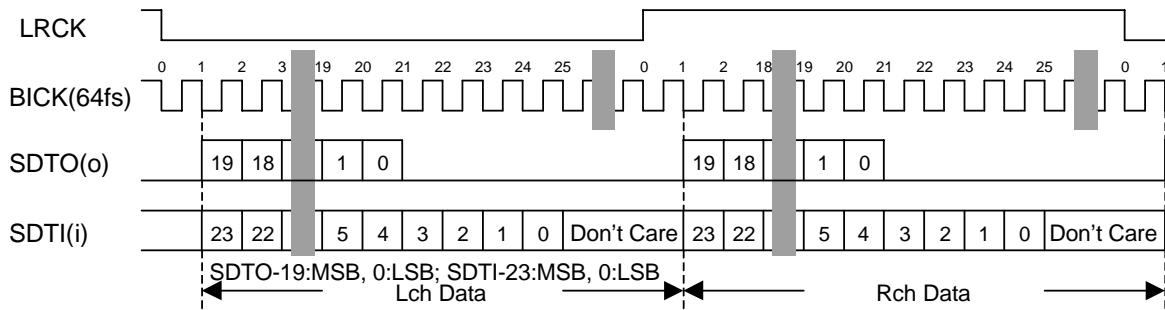 LRCK
0 1 2 3 19 20 21 22 23 24 25 0 1 2 18 19 20 21 22 23 24 25 0 1
BICK(64fs)
SDTO(o) 19 18 1 0 19 18 1 0
SDTI(i) 23 22 5 4 3 2 1 0 Don't Care 23 22 5 4 3 2 1 0 Don't Care
SDTO-19:MSB, 0:LSB; SDTI-23:MSB, 0:LSB
Lch Data Rch Data